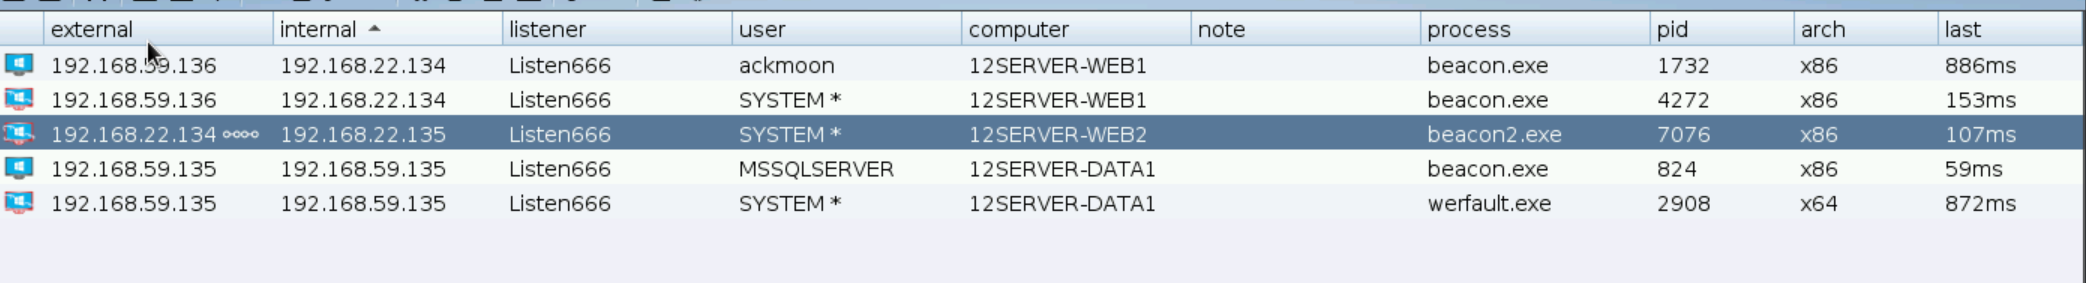 external internal listener user computer note process pid arch last
192.168.59.136 192.168.22.134 Listen666 ackmoon 12SERVER-WEB1 beacon.exe 1732 x86 886ms
192.168.59.136 192.168.22.134 Listen666 SYSTEM * 12SERVER-WEB1 beacon.exe 4272 x86 153ms
192.168.22.134 192.168.22.135 Listen666 SYSTEM * 12SERVER-WEB2 beacon2.exe 7076 x86 107ms
192.168.59.135 192.168.59.135 Listen666 MSSQLSERVER 12SERVER-DATA1 beacon.exe 824 x86 59ms
192.168.59.135 192.168.59.135 Listen666 SYSTEM * 12SERVER-DATA1 werfault.exe 2908 x64 872ms